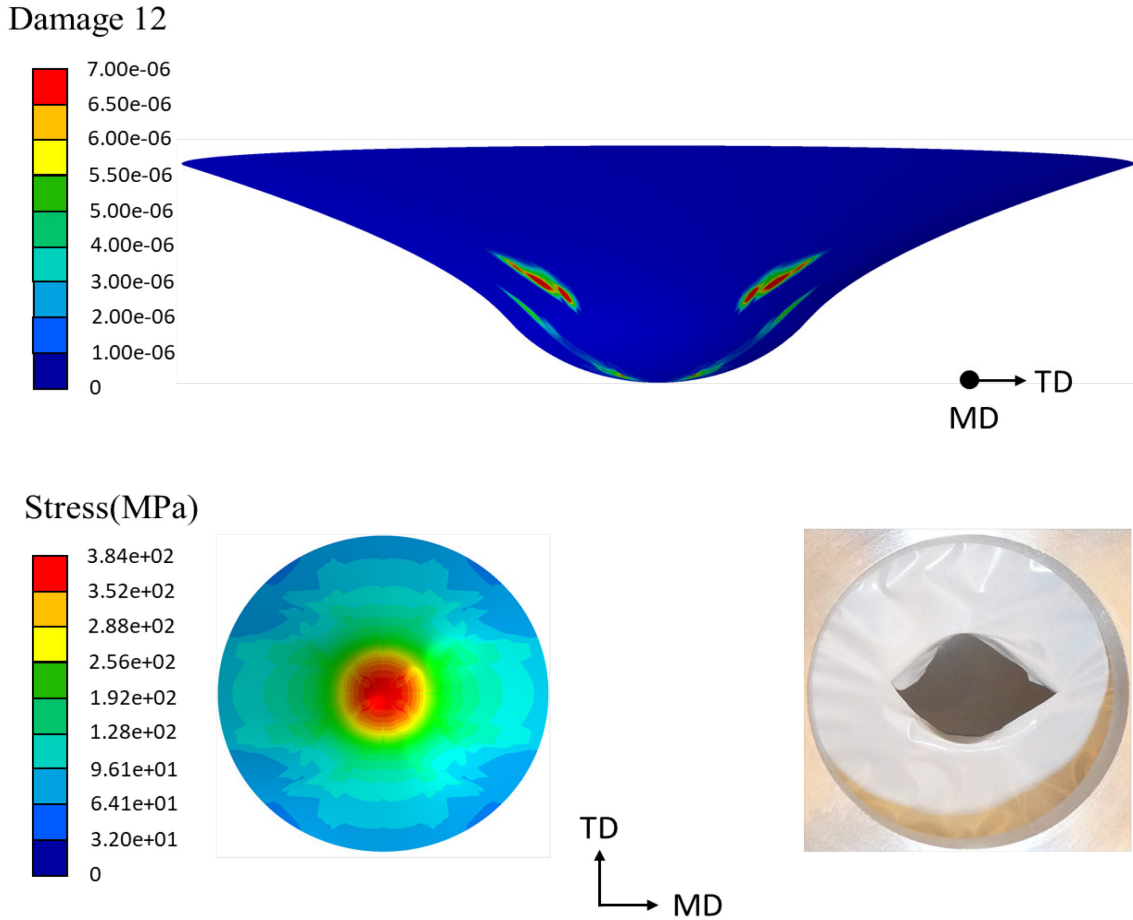 Damage 12
7.00e-06
6.50e-06
6.00e-06
5.50e-06
5.00e-06
4.00e-06
3.00e-06
2.00e-06
1.00e-06
0
TD
MD
Stress(MPa)
3.84e+02
3.52e+02
2.88e+02
2.56e+02
1.92e+02
1.28e+02
9.61e+01
6.41e+01
3.20e+01
0
TD
MD